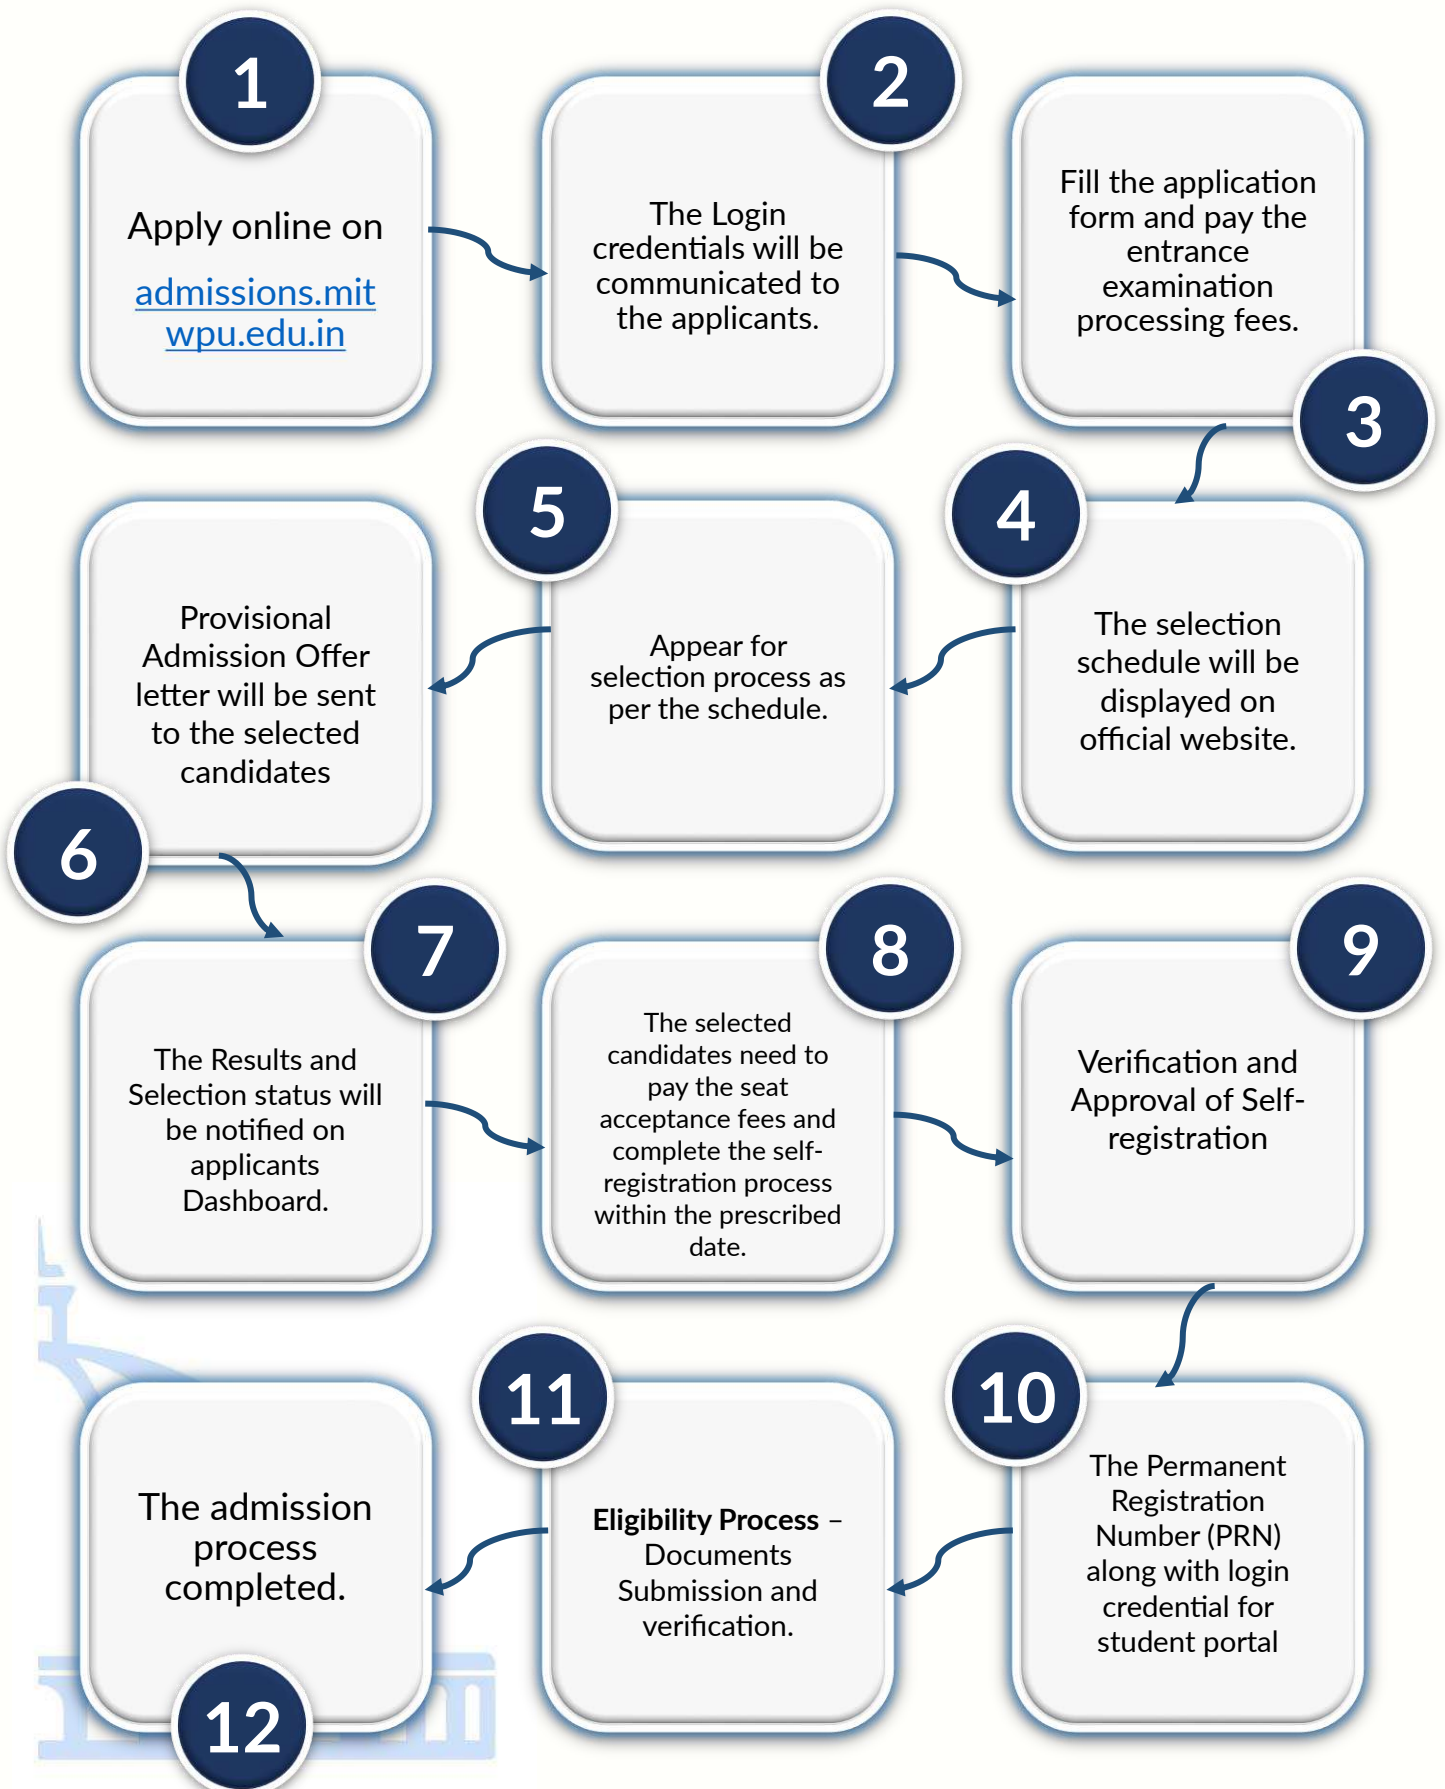 1
Apply online on
admissions.mit
wpu.edu.in
2
The Login
credentials will be
communicated to
the applicants.
3
Fill the application
form and pay the
entrance
examination
processing fees.
4
The selection
schedule will be
displayed on
official website.
5
Appear for
selection process as
per the schedule.
6
Provisional
Admission Offer
letter will be sent
to the selected
candidates
7
The Results and
Selection status will
be notified on
applicants
Dashboard.
8
The selected
candidates need to
pay the seat
acceptance fees and
complete the self-
registration process
within the prescribed
date.
9
Verification and
Approval of Self-
registration
10
The Permanent
Registration
Number (PRN)
along with login
credential for
student portal
11
Eligibility Process –
Documents
Submission and
verification.
12
The admission
process
completed.